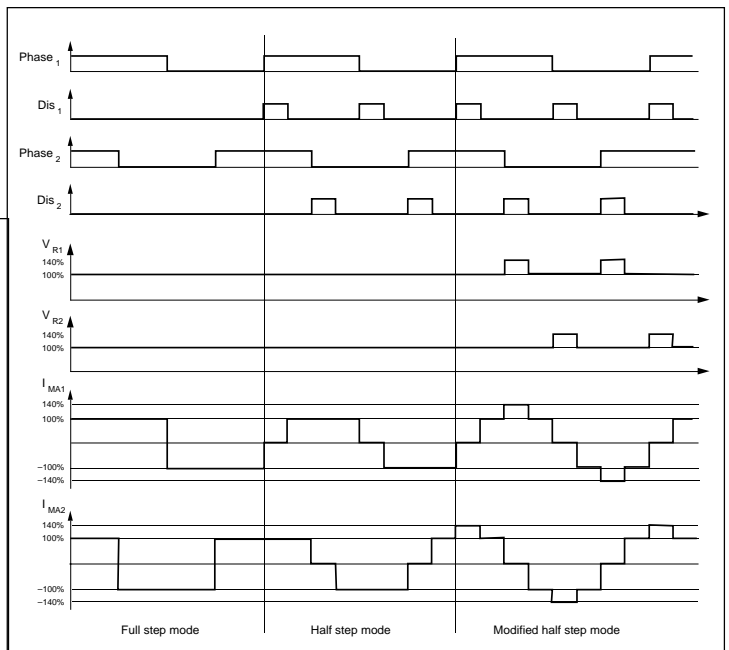 Phase 1
Dis 1
Phase 2
Dis 2
V R1
140%
100%
V R2
140%
100%
I MA1
140%
100%
–100%
–140%
I MA2
140%
100%
–100%
–140%
Full step mode
Half step mode
Modified half step mode